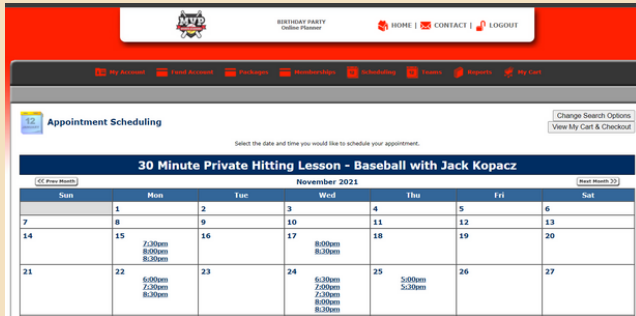 MVP
BIRTHDAY PARTY
Online Planner
HOME | CONTACT | LOGOUT
My Account Fund Account Packages Memberships Scheduling Teams Reports My Cart
12
Appointment Scheduling
Change Search Options
View My Cart & Checkout
Select the date and time you would like to schedule your appointment.
30 Minute Private Hitting Lesson - Baseball with Jack Kopacz
<< Prev Month November 2021 Next Month >>
Sun Mon Tue Wed Thu Fri Sat
1 2 3 4 5 6
7 8 9 10 11 12 13
14 15 16 17 18 19 20
7:30pm 8:00pm
8:00pm 8:30pm
8:30pm
21 22 23 24 25 26 27
6:00pm 6:30pm 5:00pm
7:30pm 7:00pm 5:30pm
8:30pm 7:30pm
8:00pm
8:30pm